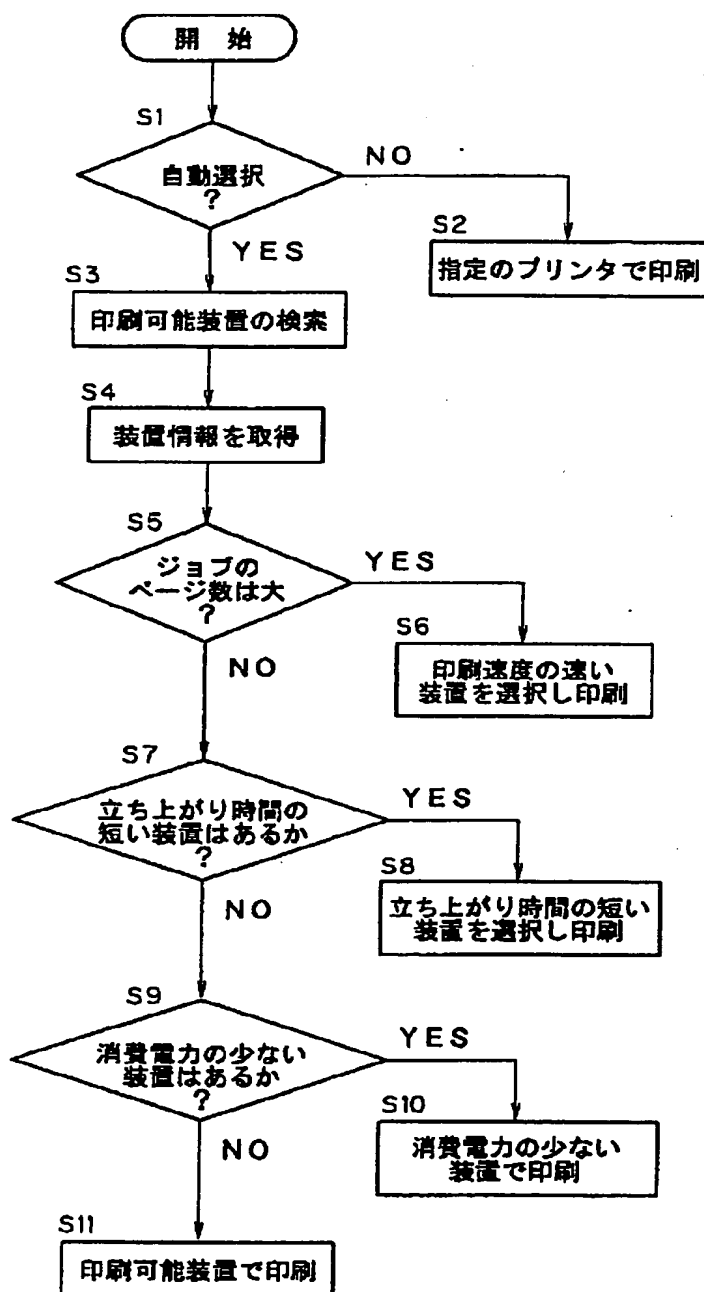 開 始
S1
自動選択
?
NO
YES
S2
指定のプリンタで印刷
S3
印刷可能装置の検索
S4
装置情報を取得
S5
ジョブの
ページ数は大
?
YES
NO
S6
印刷速度の速い
装置を選択し印刷
S7
立ち上がり時間の
短い装置はあるか
?
YES
NO
S8
立ち上がり時間の短い
装置を選択し印刷
S9
消費電力の少ない
装置はあるか
?
YES
NO
S10
消費電力の少ない
装置で印刷
S11
印刷可能装置で印刷